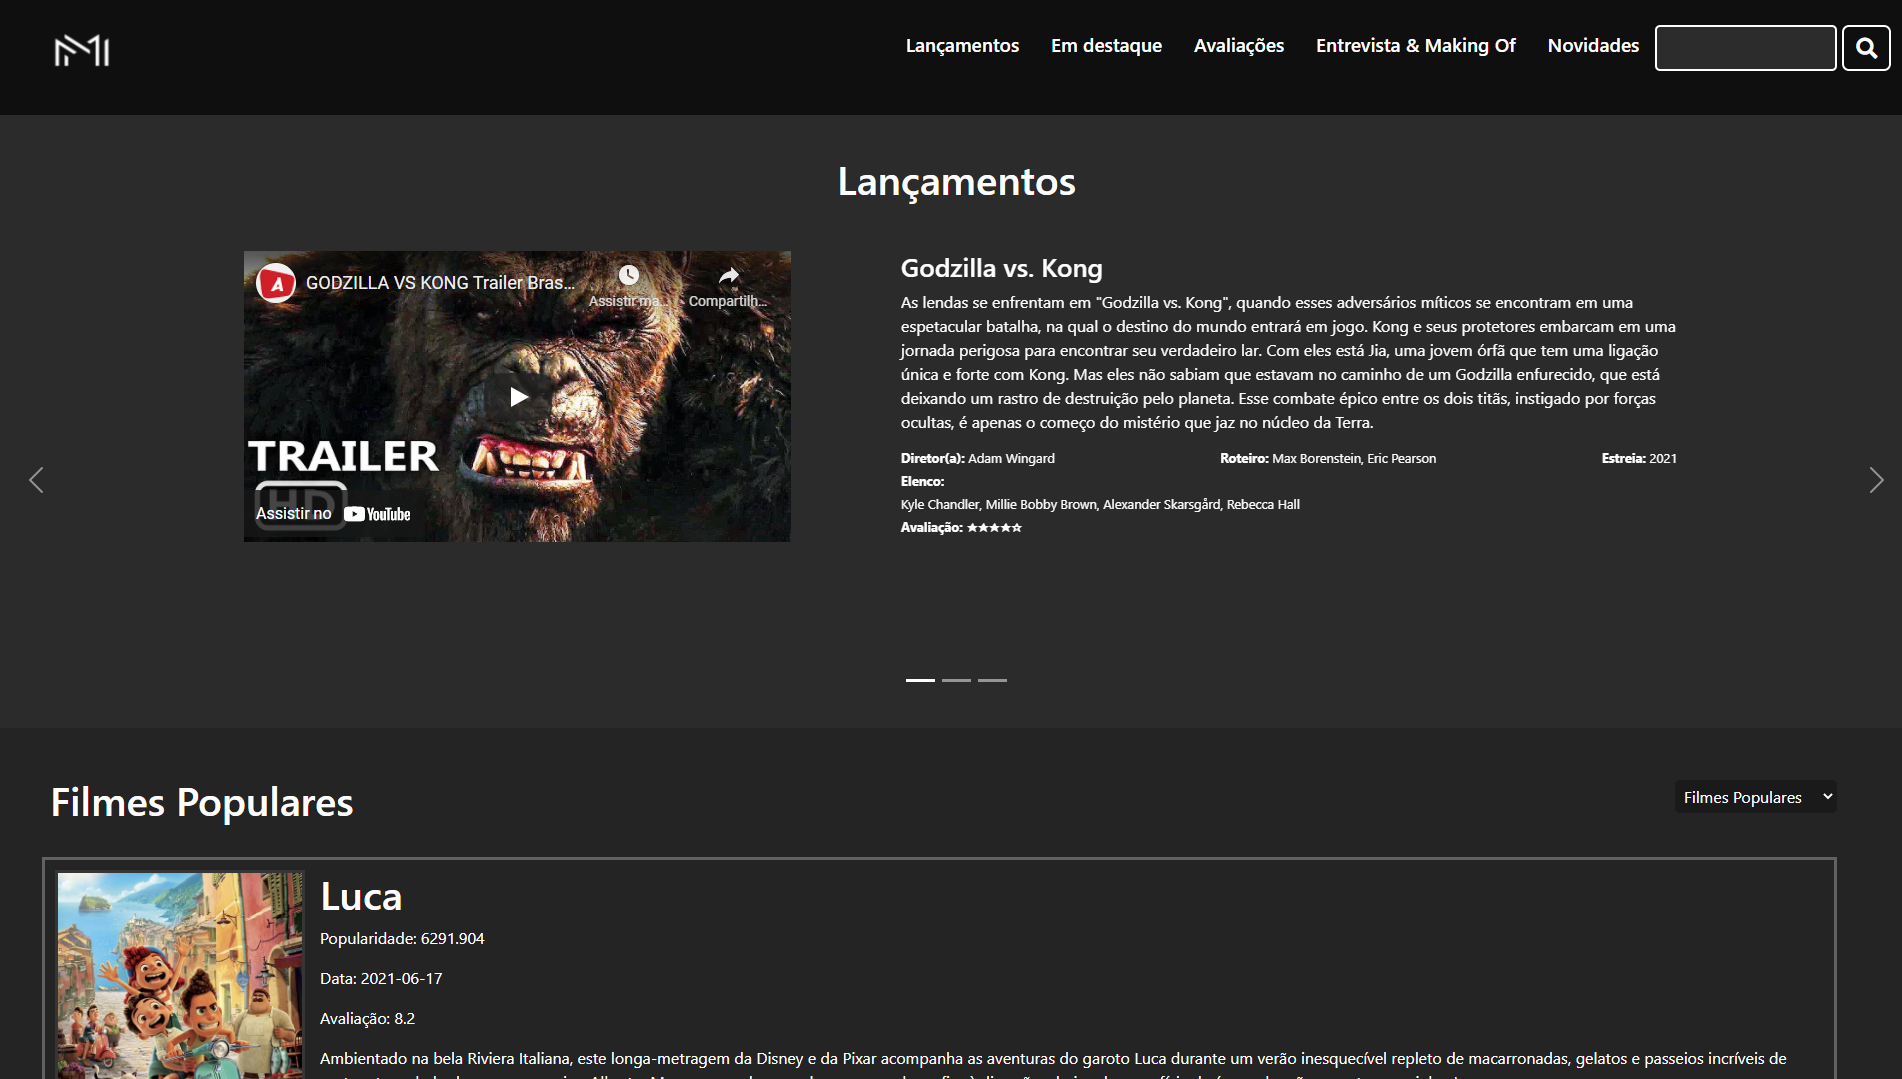 Lançamentos
Em destaque
Avaliações
Entrevista & Making Of
Novidades
Lançamentos
GODZILLA VS KONG Trailer Bras...
Assistir ma...
Compartilh...
TRAILER
HD
Assistir no YouTube
Godzilla vs. Kong
As lendas se enfrentam em "Godzilla vs. Kong", quando esses adversários míticos se encontram em uma
espetacular batalha, na qual o destino do mundo entrará em jogo. Kong e seus protetores embarcam em uma
jornada perigosa para encontrar seu verdadeiro lar. Com eles está Jia, uma jovem órfã que tem uma ligação
única e forte com Kong. Mas eles não sabiam que estavam no caminho de um Godzilla enfurecido, que está
deixando um rastro de destruição pelo planeta. Esse combate épico entre os dois titãs, instigado por forças
ocultas, é apenas o começo do mistério que jaz no núcleo da Terra.
Diretor(a): Adam Wingard
Roteiro: Max Borenstein, Eric Pearson
Estreia: 2021
Elenco:
Kyle Chandler, Millie Bobby Brown, Alexander Skarsgård, Rebecca Hall
Avaliação: ★★★★☆
Filmes Populares
Filmes Populares
Luca
Popularidade: 6291.904
Data: 2021-06-17
Avaliação: 8.2
Ambientado na bela Riviera Italiana, este longa-metragem da Disney e da Pixar acompanha as aventuras do garoto Luca durante um verão inesquecível repleto de macarronadas, gelatos e passeios incríveis de